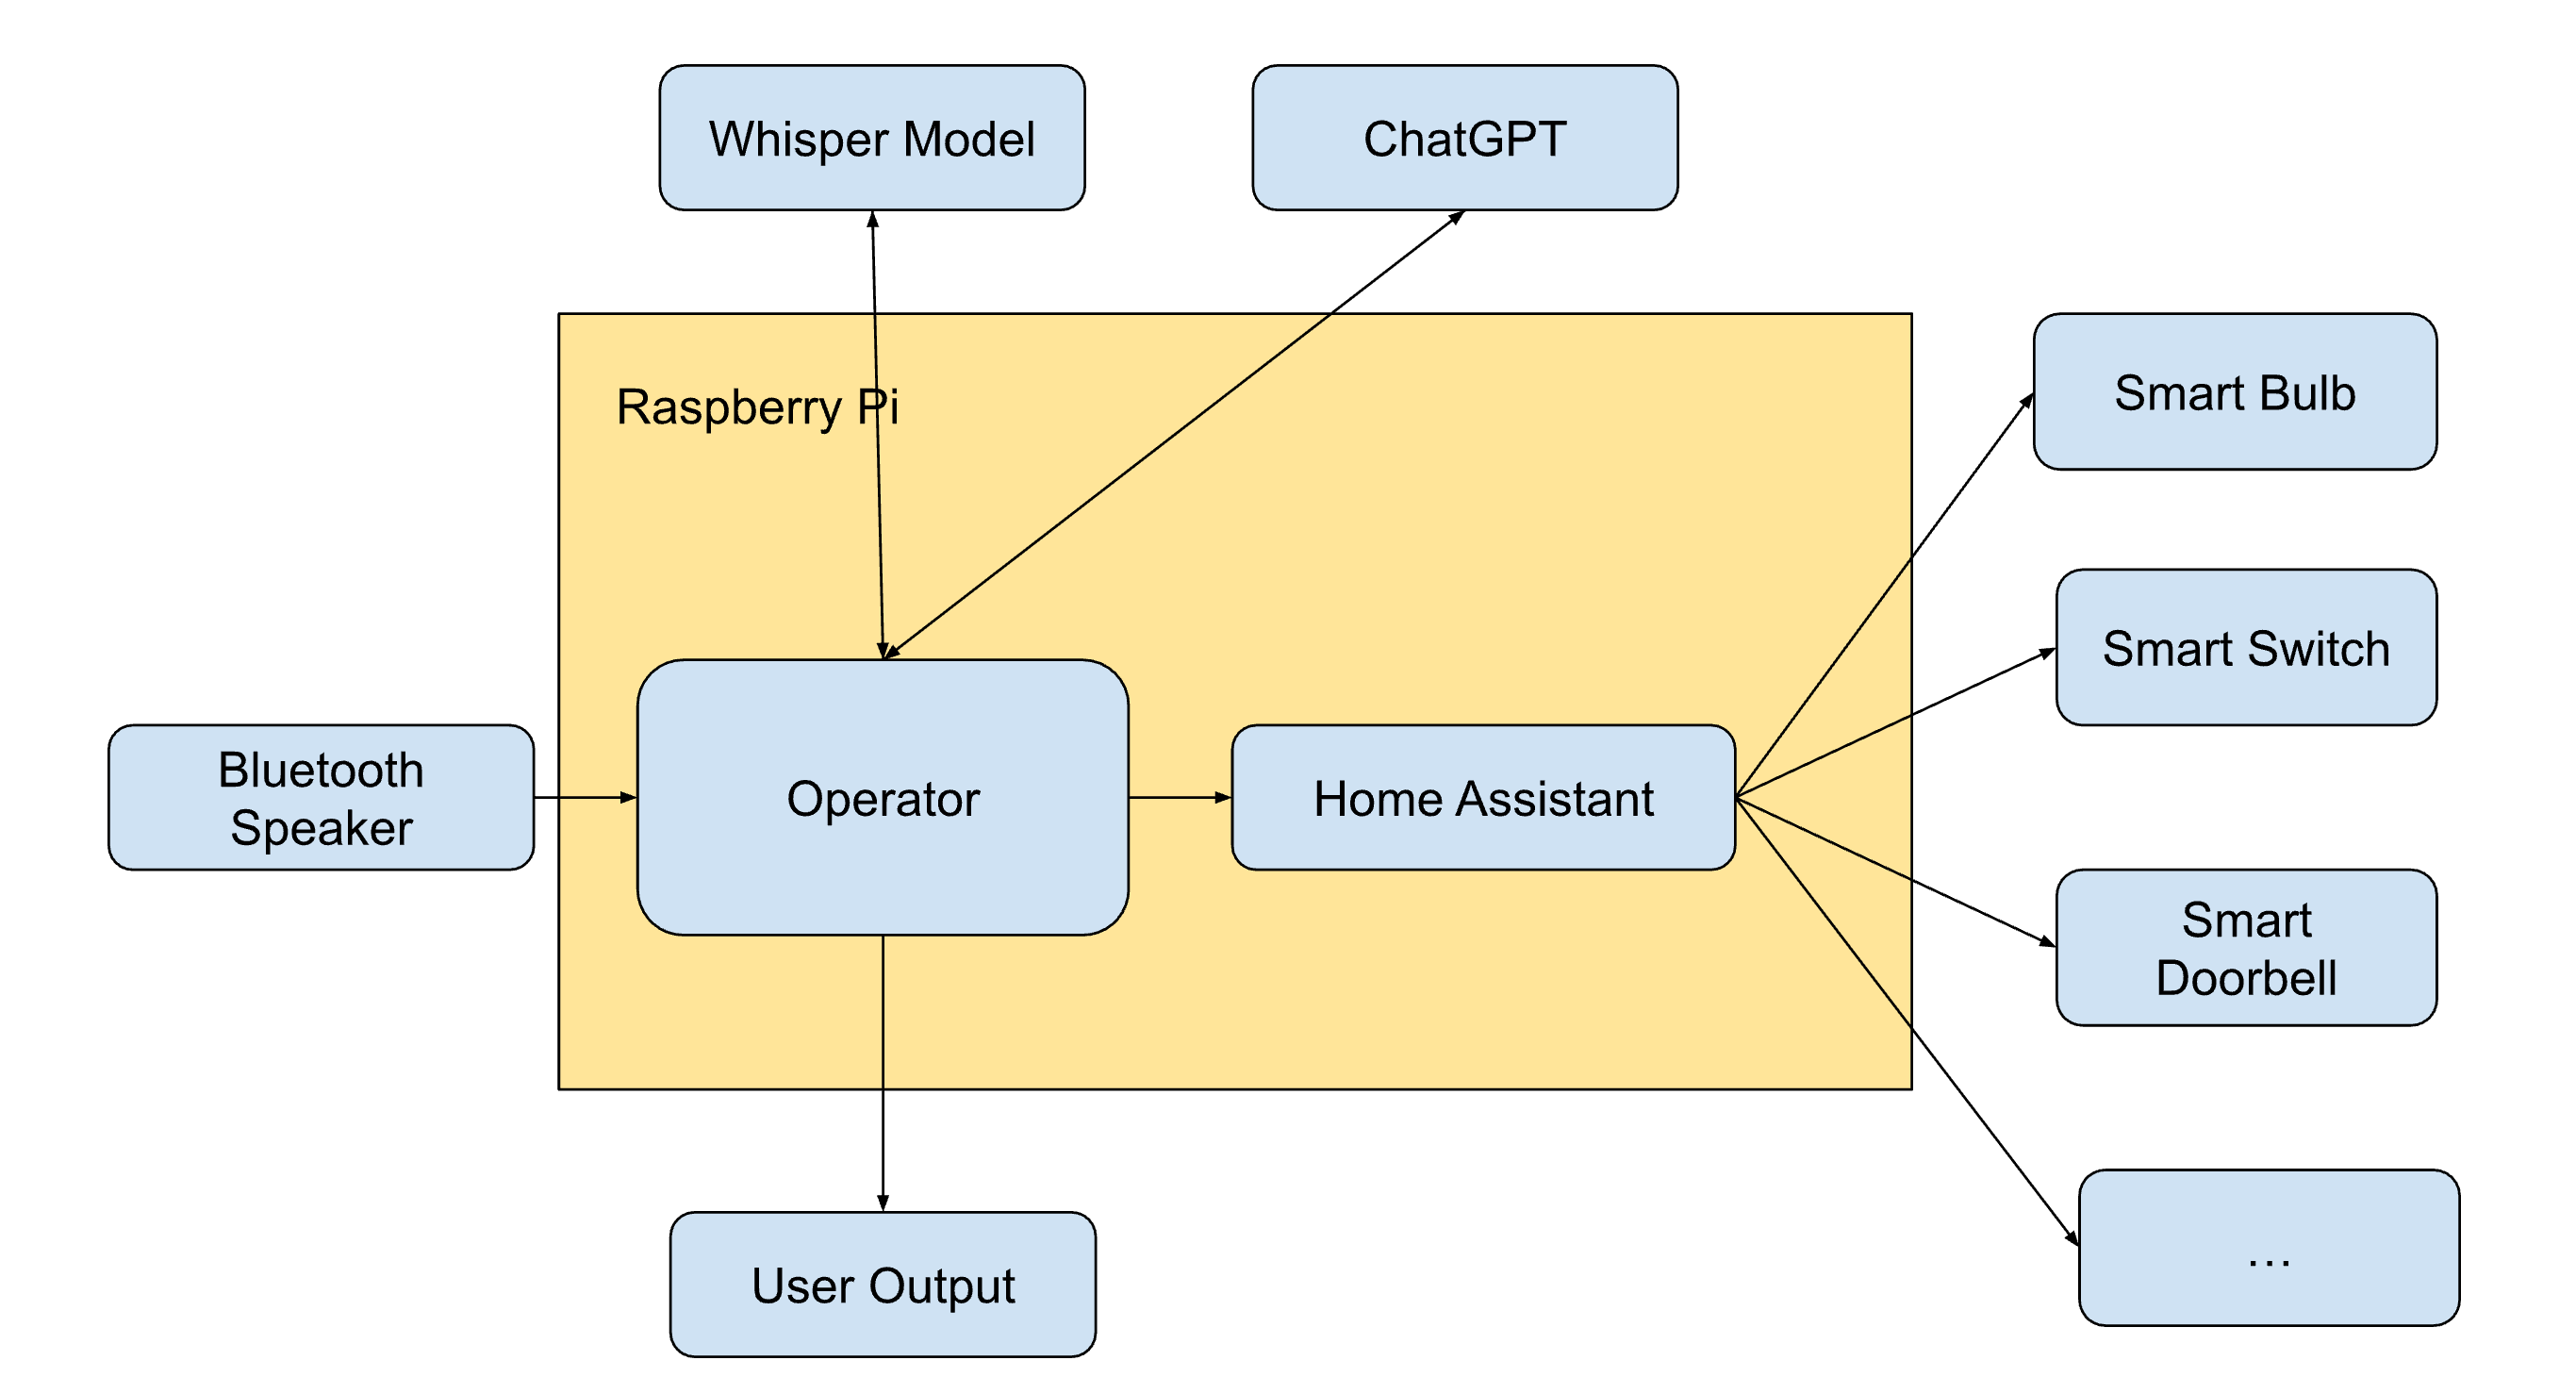 Whisper Model
ChatGPT
Raspberry Pi
Smart Bulb
Smart Switch
Bluetooth
Speaker
Operator
Home Assistant
Smart
Doorbell
User Output
...